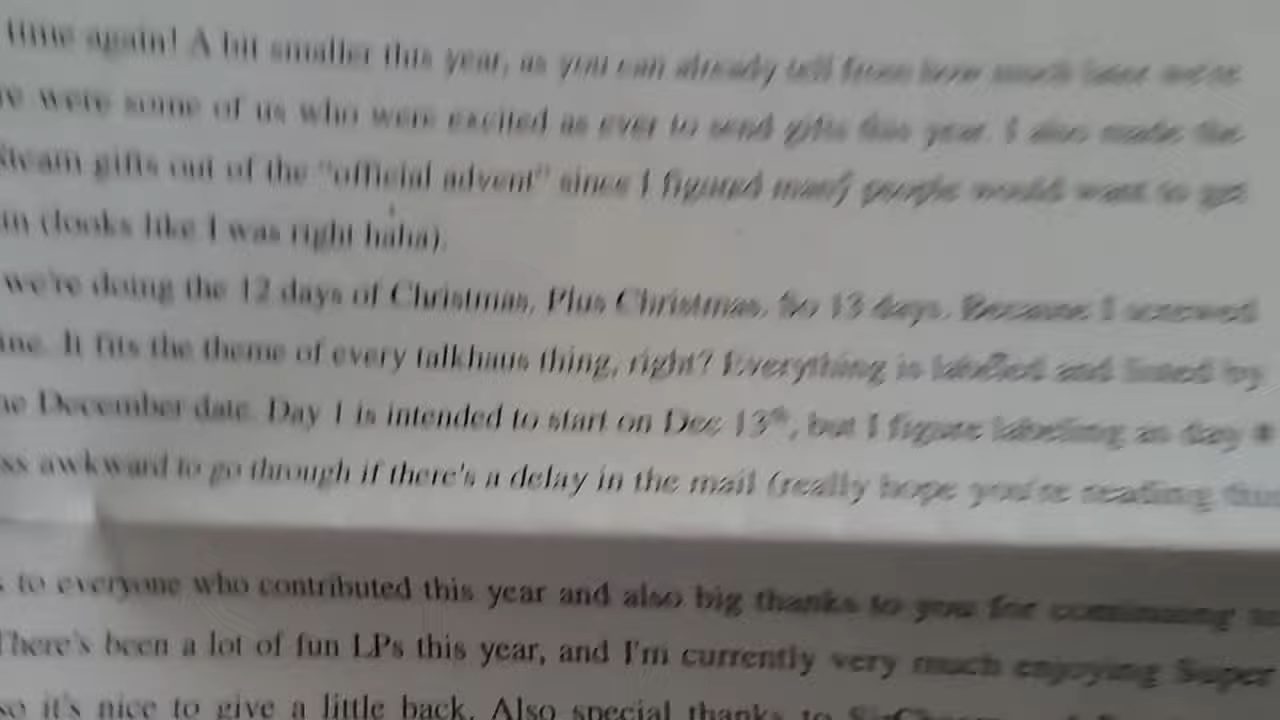 time again! A bit smaller this year, as you can already tell from how much
were some of us who were excited as ever to send gifts this year. I also made the
Steam gifts out of the "official advent" since I figured many people would want to get
in (looks like I was right haha).
we're doing the 12 days of Christmas, Plus Christmas. So 13 days. Because I screwed
It fits the theme of every talkhaus thing, right? Everything is labelled and listed by
December date. Day 1 is intended to start on Dec 13th, but I figure labeling as day #
awkward to go through if there's a delay in the mail (really hope you're reading this
to everyone who contributed this year and also big thanks to you for continuing
There's been a lot of fun LPs this year, and I'm currently very much enjoying Super
so it's nice to give a little back. Also special thanks to